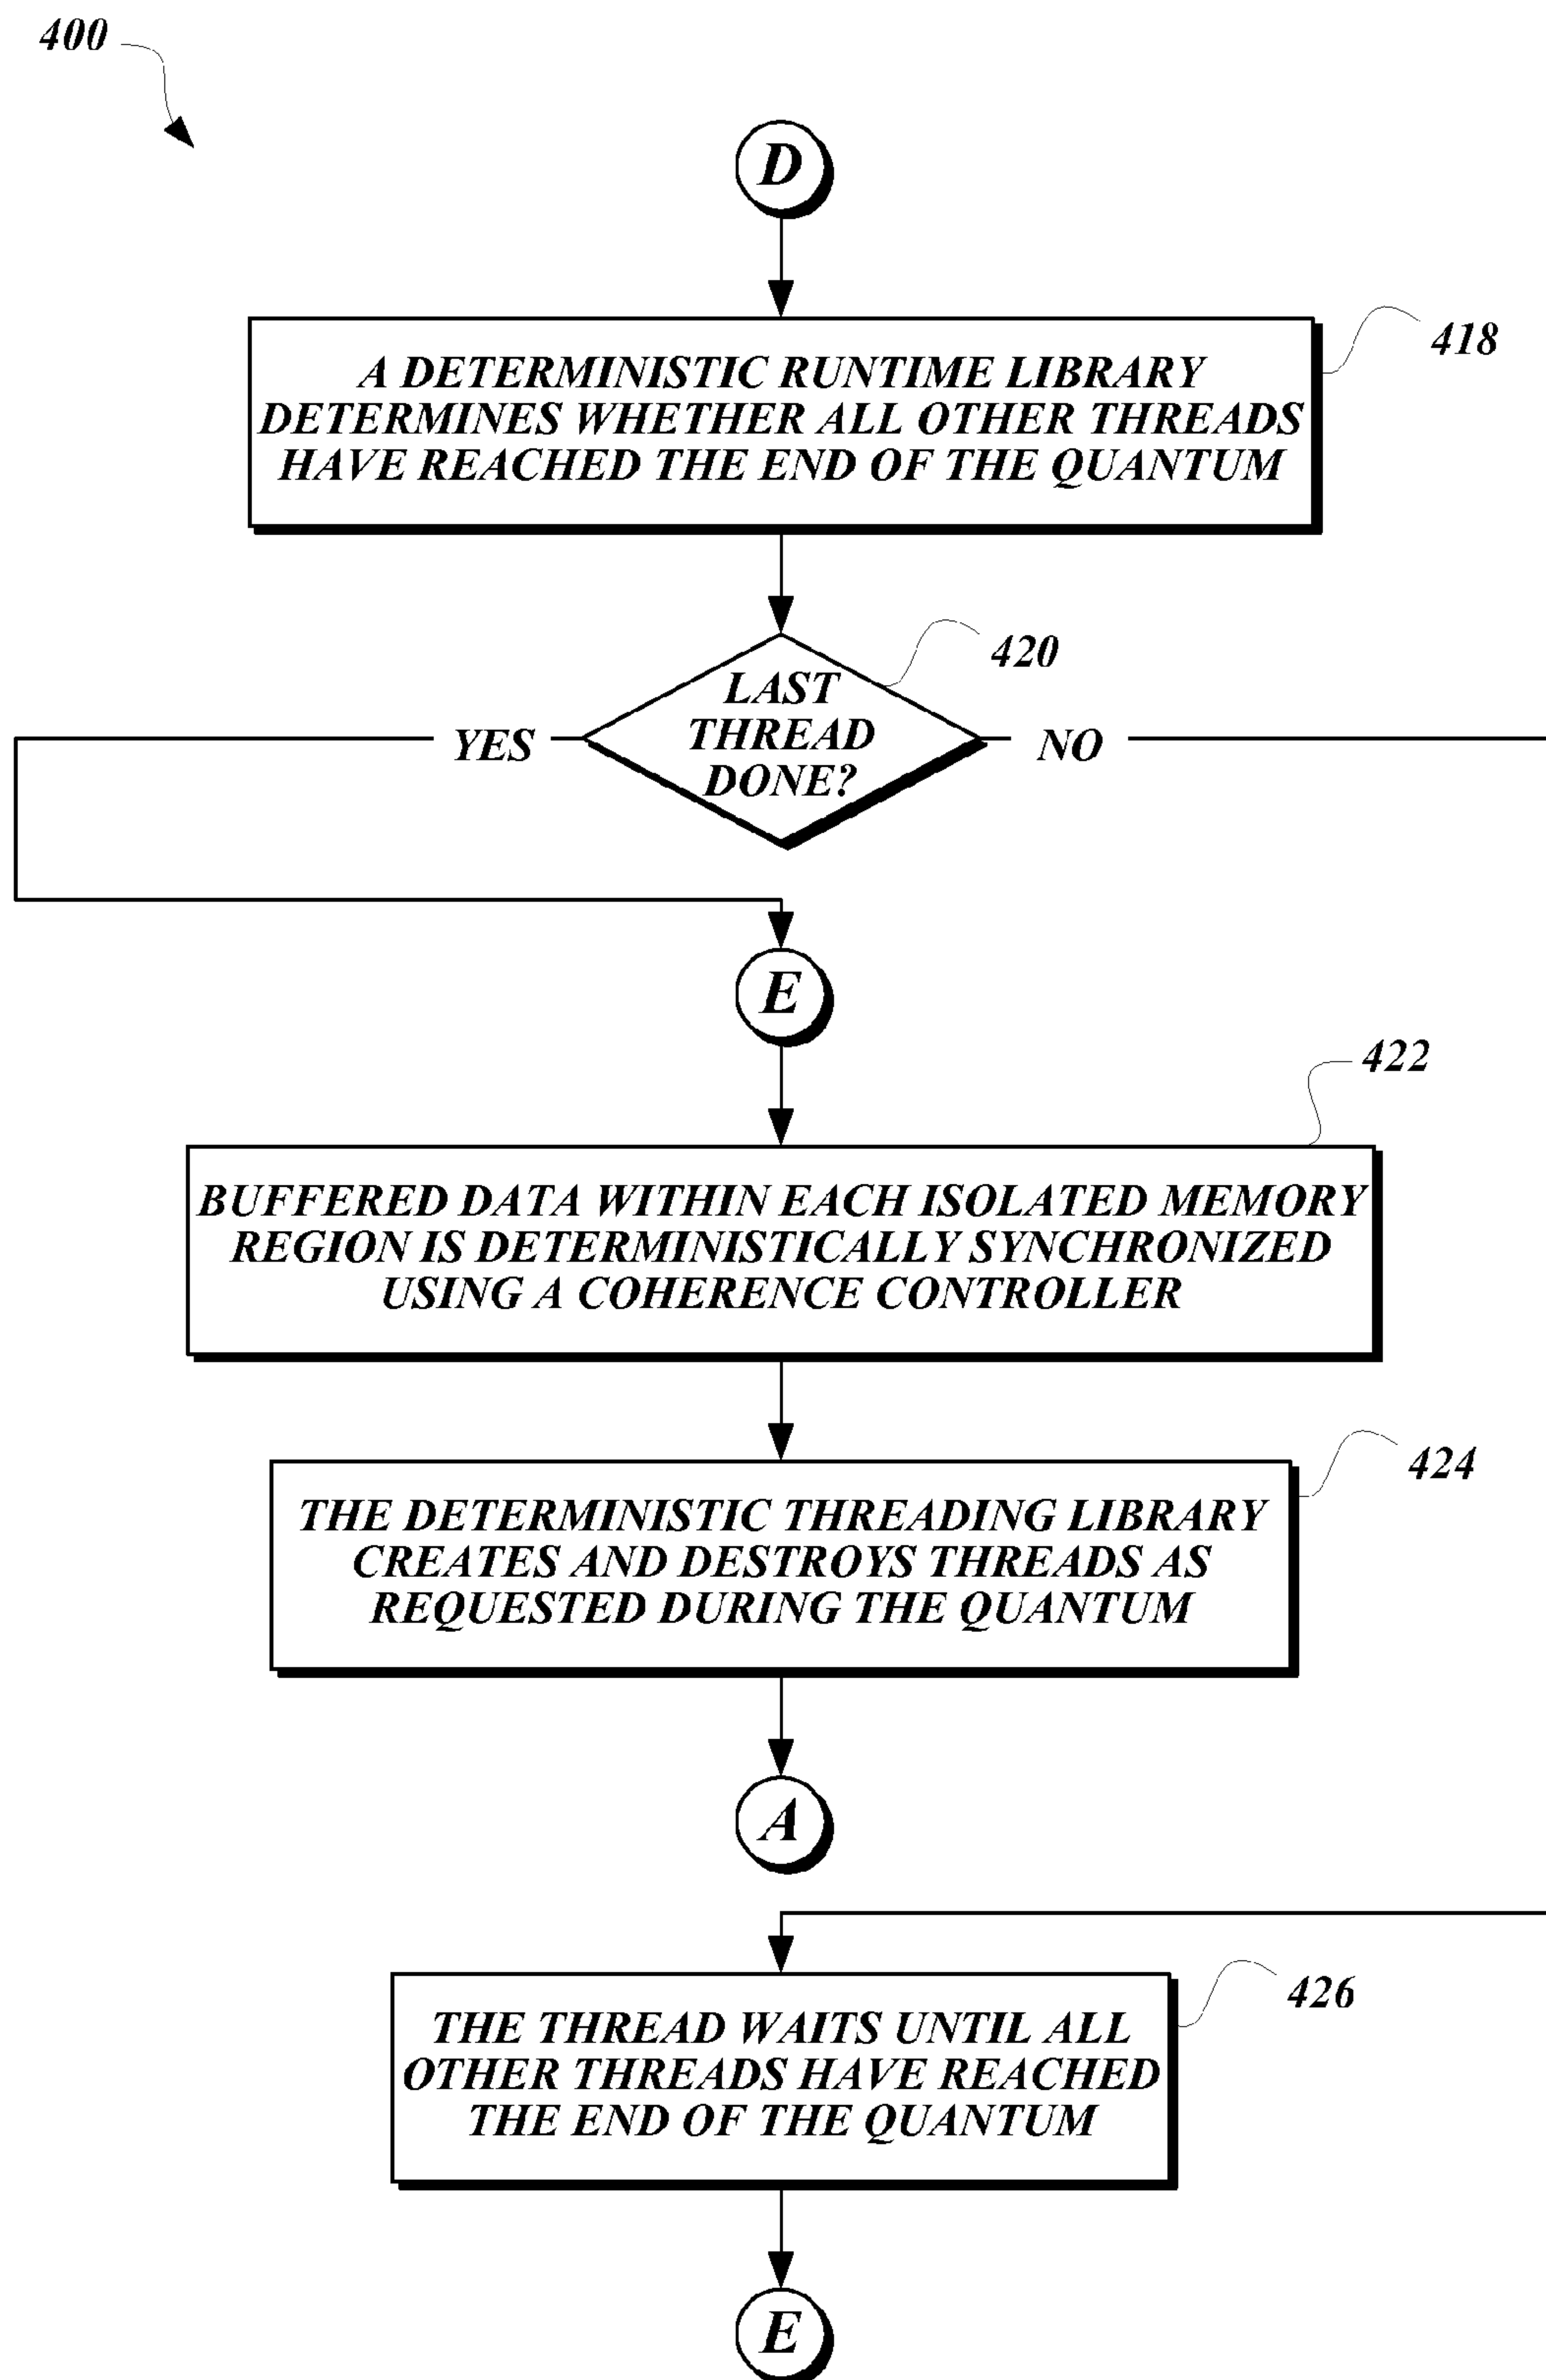 400
D
A DETERMINISTIC RUNTIME LIBRARY
DETERMINES WHETHER ALL OTHER THREADS
HAVE REACHED THE END OF THE QUANTUM
418
420
LAST
THREAD
DONE?
YES
NO
E
422
BUFFERED DATA WITHIN EACH ISOLATED MEMORY
REGION IS DETERMINISTICALLY SYNCHRONIZED
USING A COHERENCE CONTROLLER
424
THE DETERMINISTIC THREADING LIBRARY
CREATES AND DESTROYS THREADS AS
REQUESTED DURING THE QUANTUM
A
426
THE THREAD WAITS UNTIL ALL
OTHER THREADS HAVE REACHED
THE END OF THE QUANTUM
E